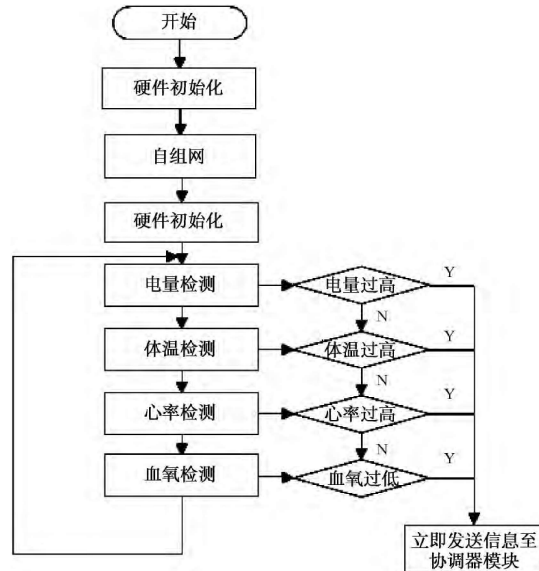 开始
硬件初始化
自组网
硬件初始化
电量检测
电量过高
Y
N
体温检测
体温过高
Y
N
心率检测
心率过高
Y
N
血氧检测
血氧过低
Y
立即发送信息至
协调器模块